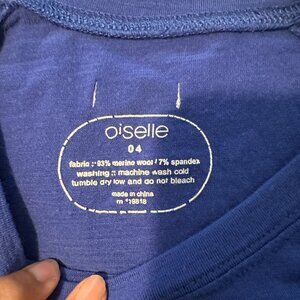 oiselle
04
fabric :: 93% merino wool / 7% spandex
washing :: machine wash cold
tumble dry low and do not bleach
made in china
rn #